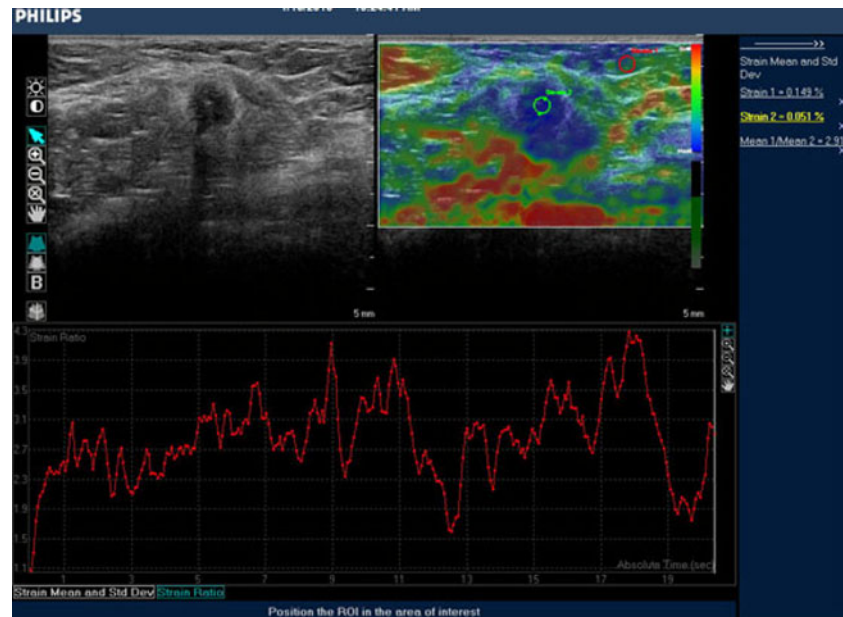 PHILIPS
Strain Mean and Std
Dev
Strain 1 = 0.149 %
Strain 2 = 0.051 %
Mean 1/Mean 2 = 2.91
B
5 mm
5 mm
Strain Ratio
4.3
3.9
3.5
3.1
2.7
2.3
1.9
1.5
1.1
1
3
5
7
9
11
13
15
17
19
Absolute Time (sec)
Strain Mean and Std Dev
Strain Ratio
Position the ROI in the area of interest